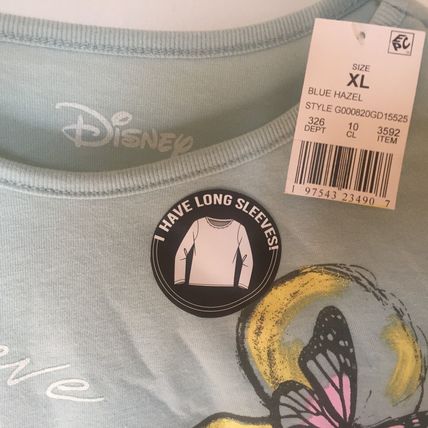 SIZE
XL
BLUE HAZEL
STYLE G000820GD15525
326 10 3592
DEPT CL ITEM
1 97543 23490 7
Disney
I HAVE LONG SLEEVES!